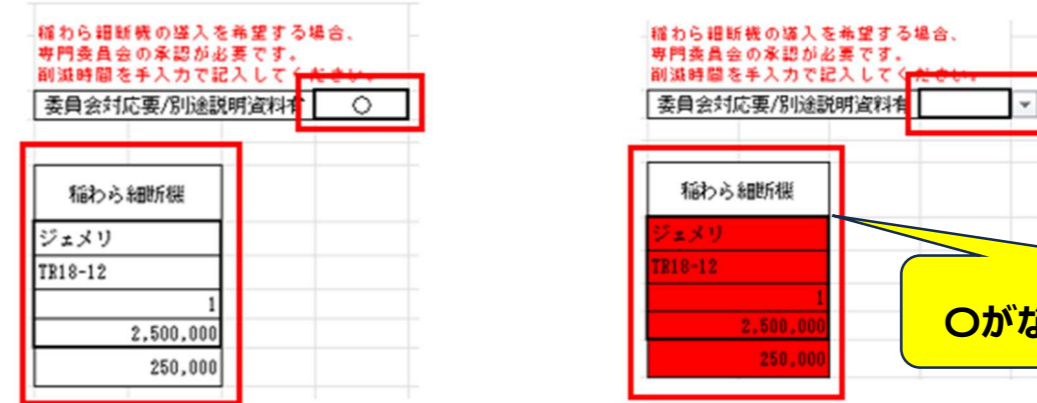 稲わら細断機の導入を希望する場合、
専門委員会の承認が必要です。
削減時間を手入力で記入してください。
委員会対応要/別途説明資料有 〇
稲わら細断機
ジェメリ
TR18-12
1
2,500,000
250,000
稲わら細断機の導入を希望する場合、
専門委員会の承認が必要です。
削減時間を手入力で記入してください。
委員会対応要/別途説明資料有
稲わら細断機
ジェメリ
TR18-12
1
2,500,000
250,000
〇がな